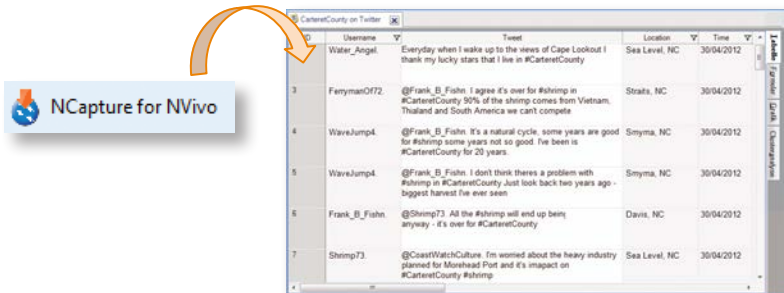 NCapture for NVivo
CarteretCounty on Twitter
Username Tweet Location Time
Water_Angel. Everyday when I wake up to the views of Cape Lookout I Sea Level, NC 30/04/2012
thank my lucky stars that I live in #CarteretCounty
3 FerrymanOf72. @Frank_B_Fishn. I agree it's over for #shrimp in Straits, NC 30/04/2012
#CarteretCounty 90% of the shrimp comes from Vietnam,
Thialand and South America we can't compete
4 WaveJump4. @Frank_B_Fishn. It's a natural cycle, some years are good Smyrna, NC 30/04/2012
for #shrimp some years not so good. I've been is
#CarteretCounty for 20 years.
5 WaveJump4. @Frank_B_Fishn. I don't think theres a problem with Smyrna, NC 30/04/2012
#shrimp in #CarteretCounty Just look back two years ago -
biggest harvest I've ever seen
6 Frank_B_Fishn. @Shrimp73. All the #shrimp will end up being Davis, NC 30/04/2012
anyway - it's over for #CarteretCounty
7 Shrimp73. @CoastWatchCulture. I'm worried about the heavy industry Sea Level, NC 30/04/2012
planned for Morehead Port and it's imapact on
#CarteretCounty #shrimp
Tabelle
Formular
Grafik
Clusteranalyse